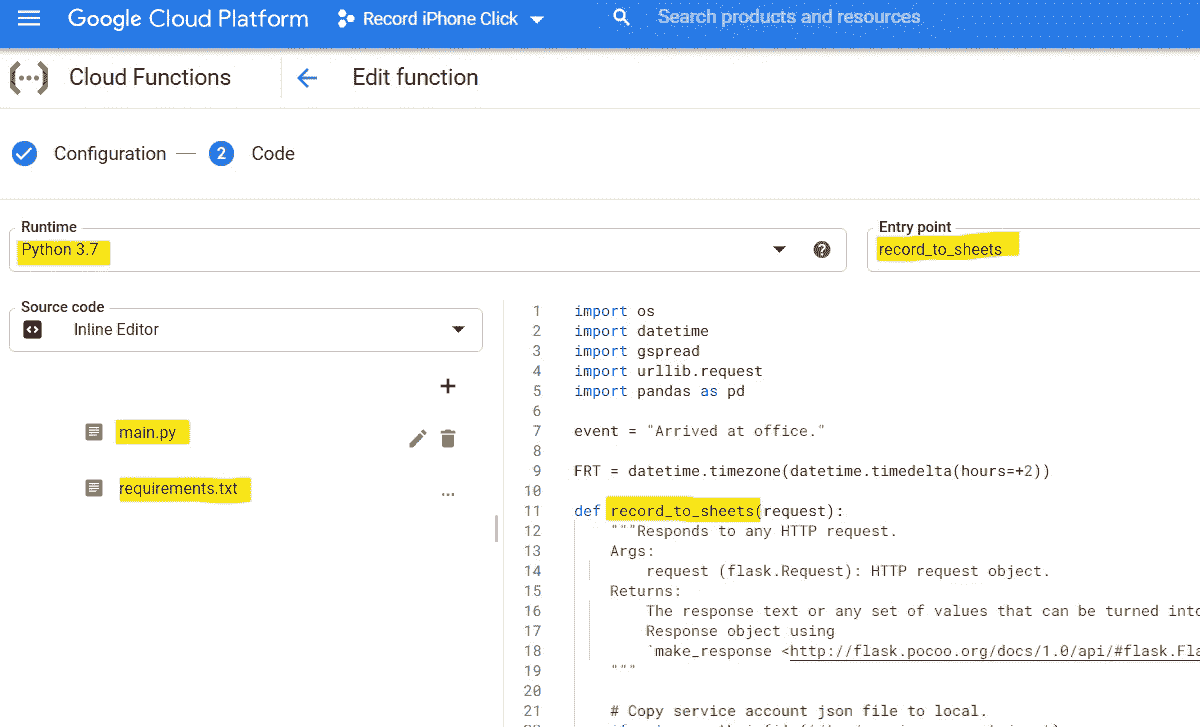 Google Cloud Platform Record iPhone Click Search products and resources
Cloud Functions Edit function
Configuration 2 Code
Runtime
Python 3.7
Entry point
record_to_sheets
Source code
Inline Editor
main.py
requirements.txt
...
1 import os
2 import datetime
3 import gspread
4 import urllib.request
5 import pandas as pd
6
7 event = "Arrived at office."
8
9 FRT = datetime.timezone(datetime.timedelta(hours=+2))
10
11 def record_to_sheets(request):
12 """Responds to any HTTP request.
13 Args:
14 request (flask.Request): HTTP request object.
15 Returns:
16 The response text or any set of values that can be turned into
17 Response object using
18 `make_response <http://flask.pocoo.org/docs/1.0/api/#flask.Fla
19 """
20
21 # Copy service account json file to local.